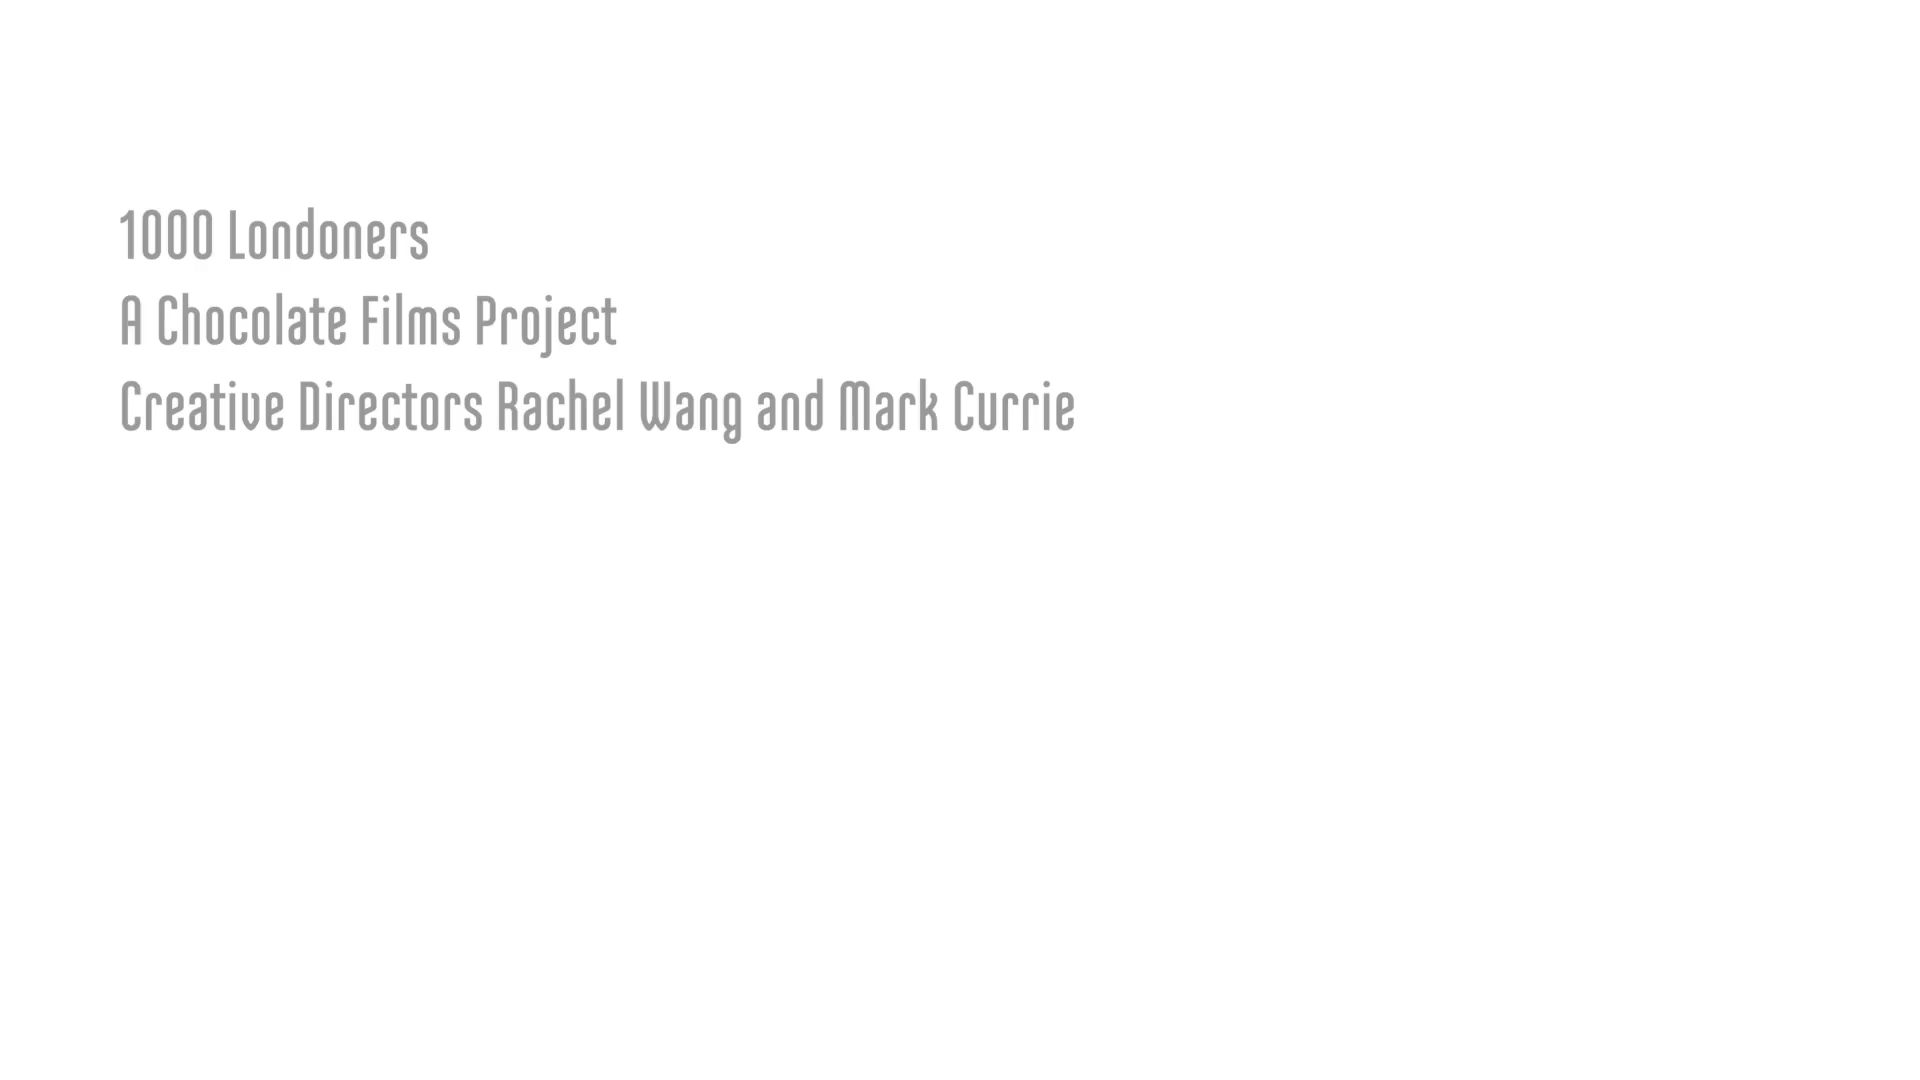 1000 Londoners
A Chocolate Films Project
Creative Directors Rachel Wang and Mark Currie